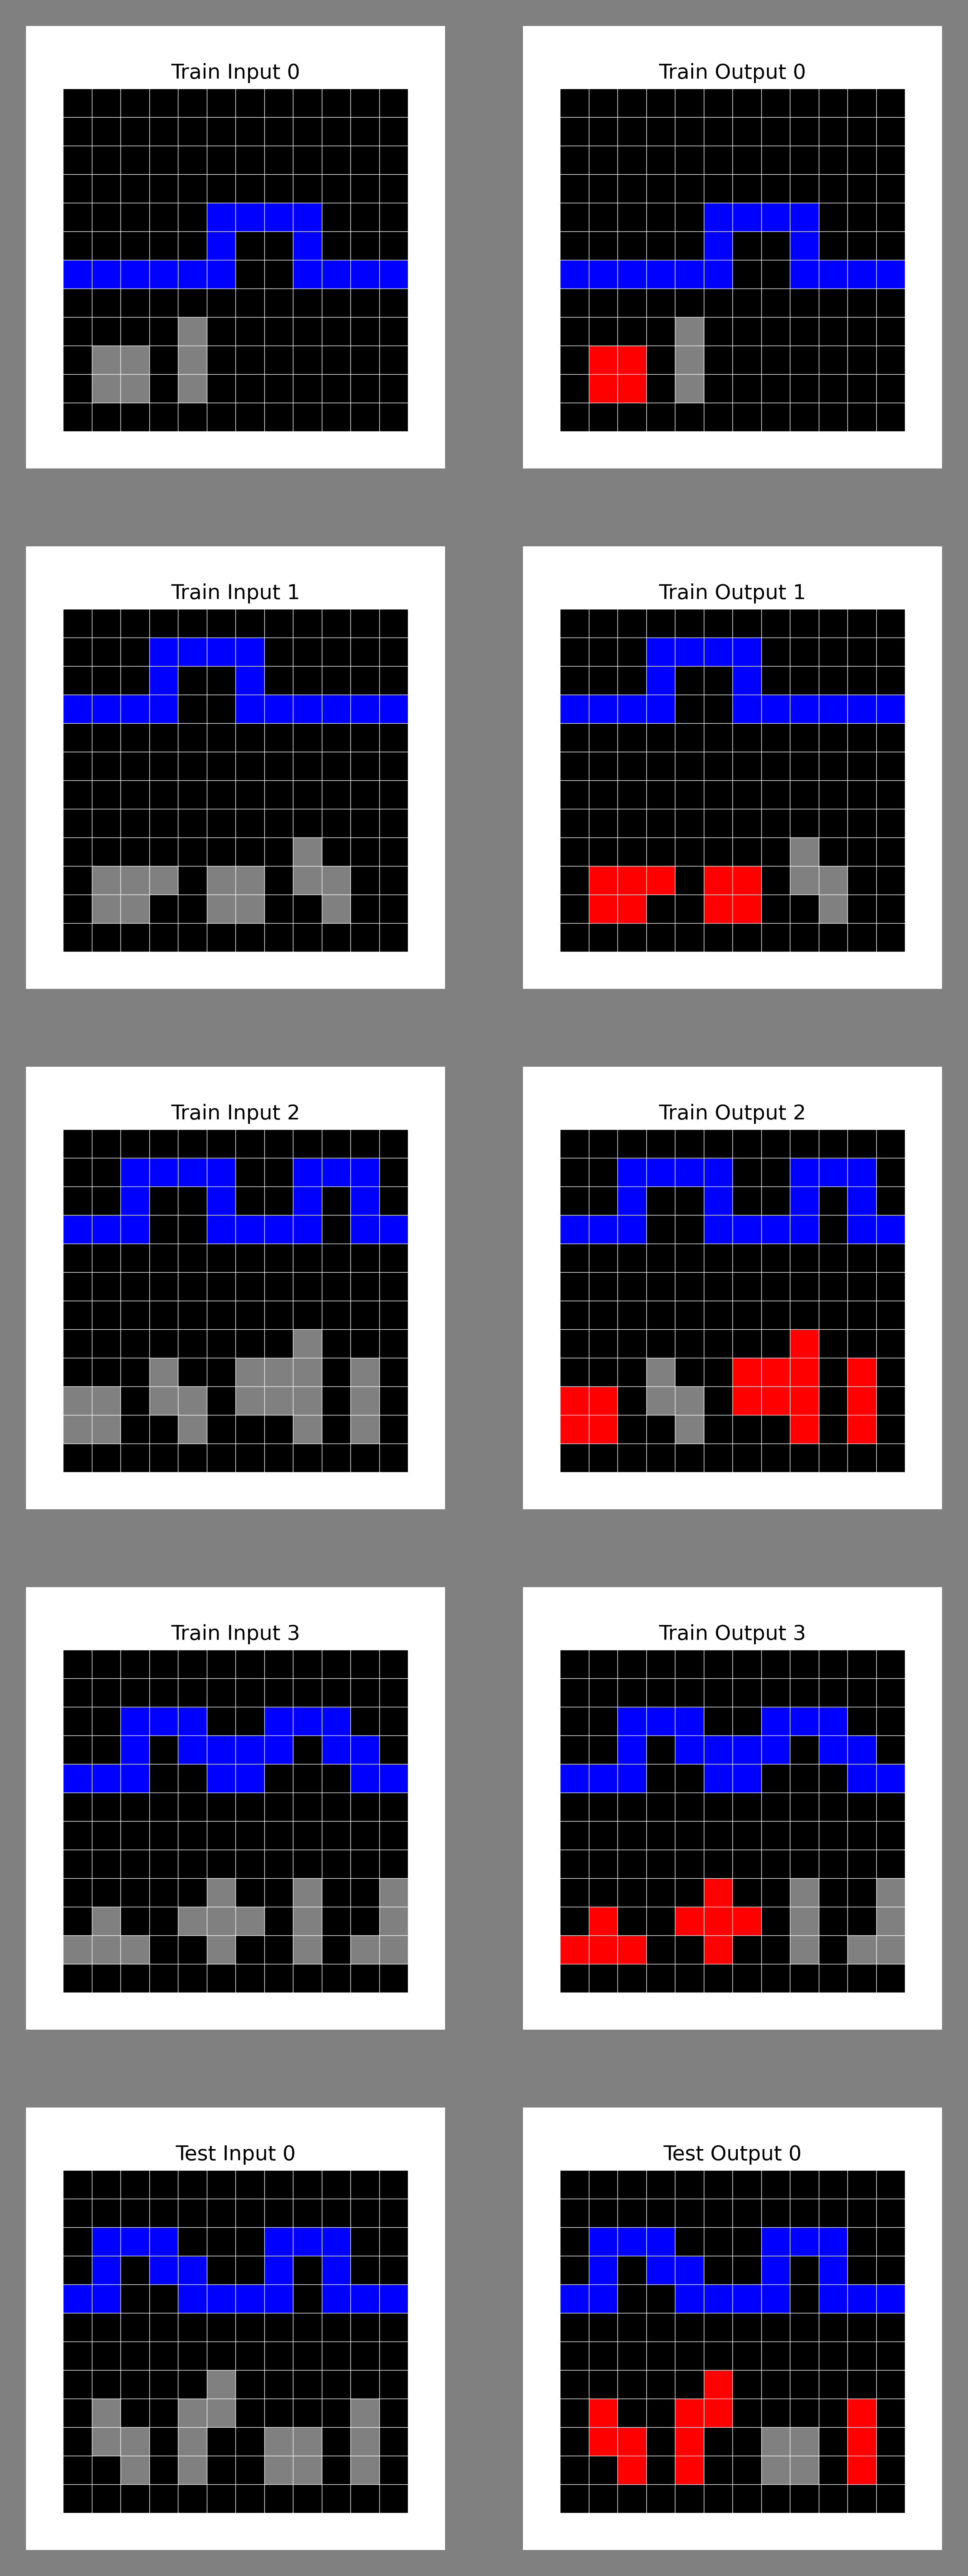 Train Input 0
Train Output 0
Train Input 1
Train Output 1
Train Input 2
Train Output 2
Train Input 3
Train Output 3
Test Input 0
Test Output 0